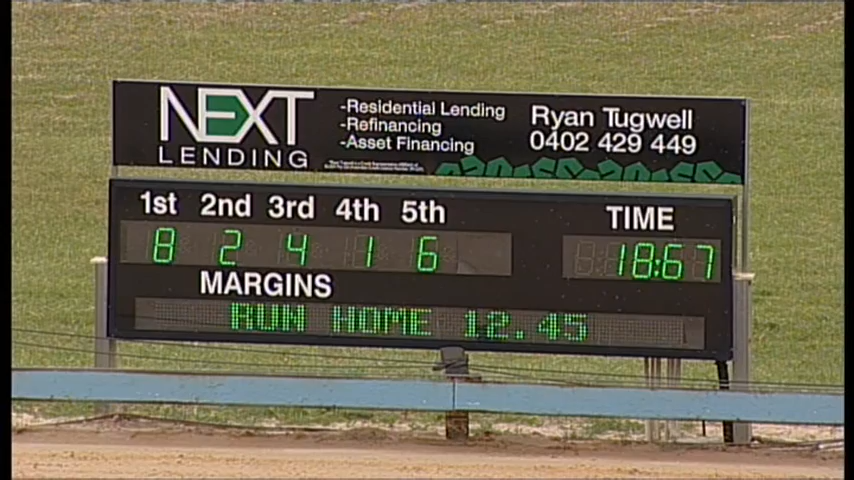 NEXT
LENDING
-Residential Lending
-Refinancing
-Asset Financing
Ryan Tugwell
0402 429 449
1st 2nd 3rd 4th 5th TIME
8 2 4 1 6 18:67
MARGINS
RUN HOME 12.45